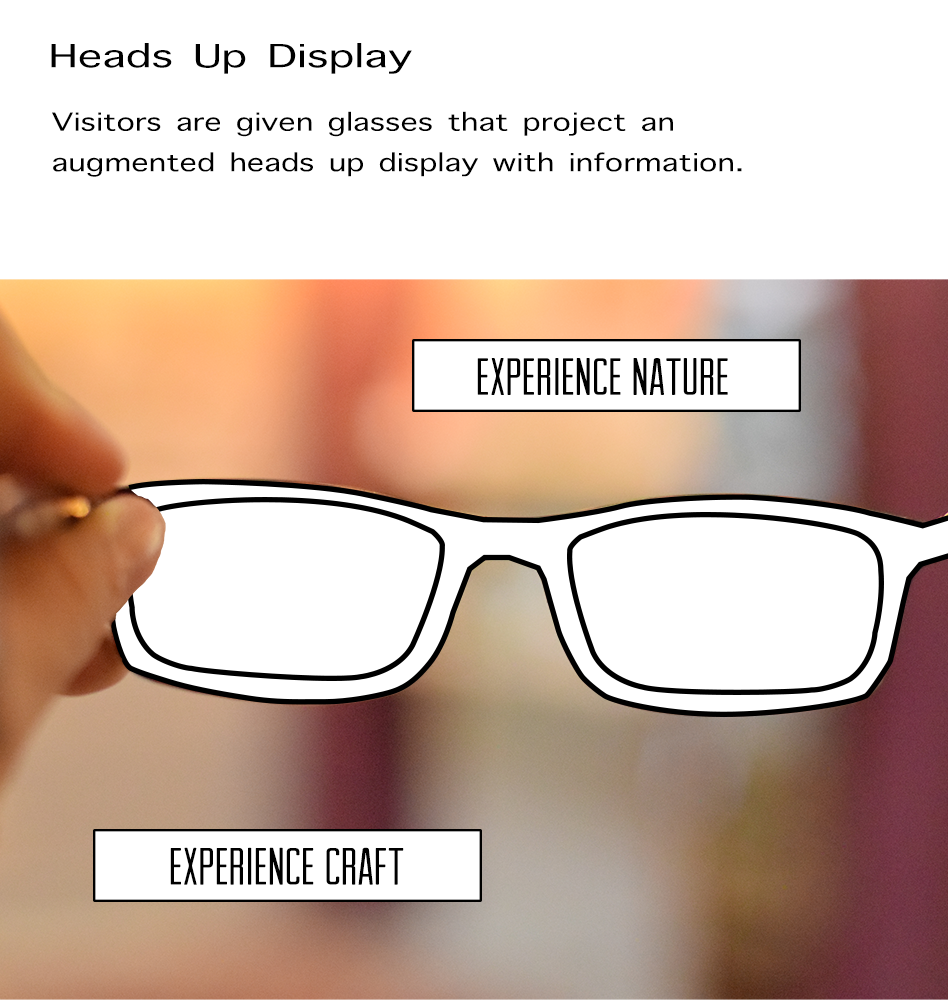 Heads Up Display
Visitors are given glasses that project an
augmented heads up display with information.
EXPERIENCE NATURE
EXPERIENCE CRAFT